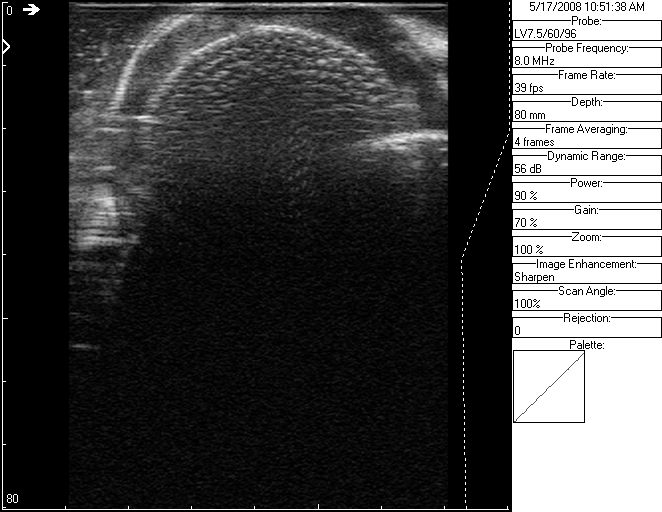 0
80
5/17/2008 10:51:38 AM
Probe:
LV7.5/60/96
Probe Frequency:
8.0 MHz
Frame Rate:
39 fps
Depth:
80 mm
Frame Averaging:
4 frames
Dynamic Range:
56 dB
Power:
90 %
Gain:
70 %
Zoom:
100 %
Image Enhancement:
Sharpen
Scan Angle:
100%
Rejection:
0
Palette: